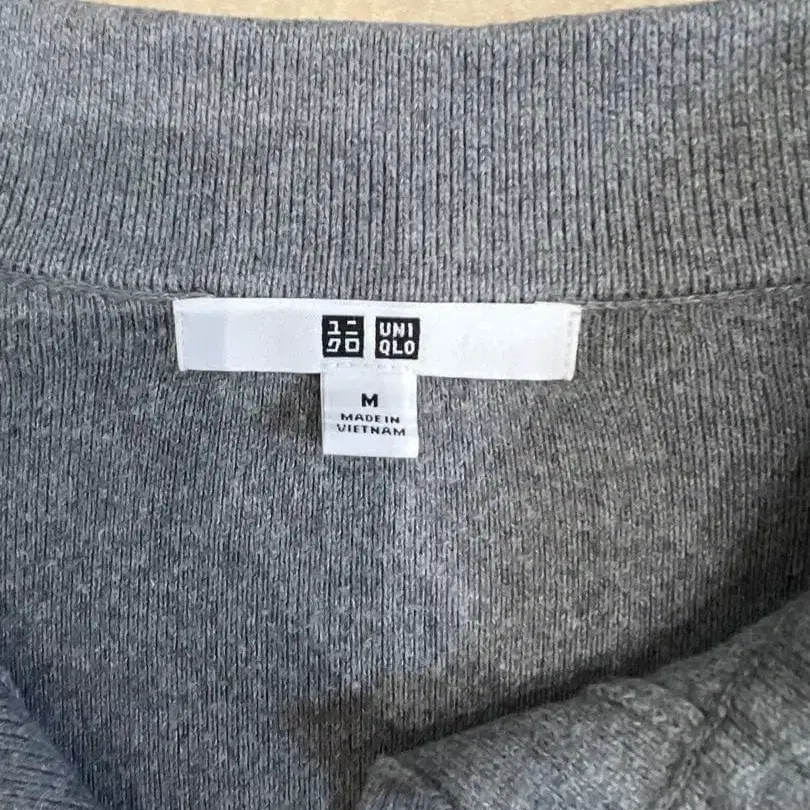 ユニ UNI
クロ QLO
M
MADE IN
VIETNAM